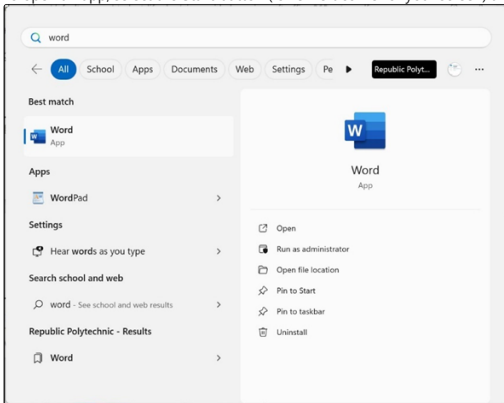 word
All School Apps Documents Web Settings Pe Republic Polyt... ...
Best match
Word
App
Apps
WordPad
Settings
Hear words as you type
Search school and web
word - See school and web results
Republic Polytechnic - Results
Word
W
Word
App
Open
Run as administrator
Open file location
Pin to Start
Pin to taskbar
Uninstall